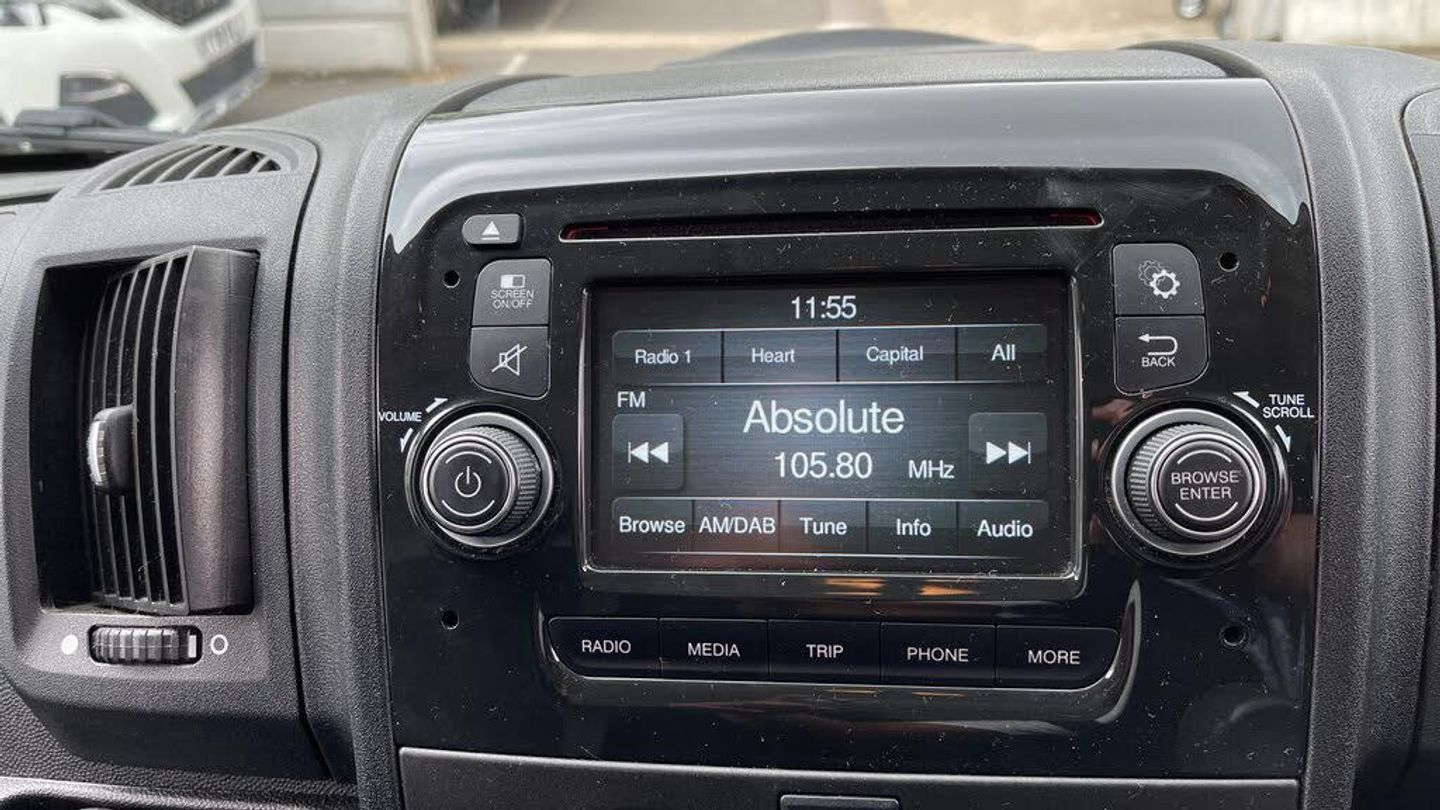 11:55
SCREEN
ON/OFF
Radio 1 Heart Capital All
BACK
VOLUME
FM
TUNE
SCROLL
Absolute
105.80 MHz
BROWSE
ENTER
Browse AM/DAB Tune Info Audio
RADIO MEDIA TRIP PHONE MORE